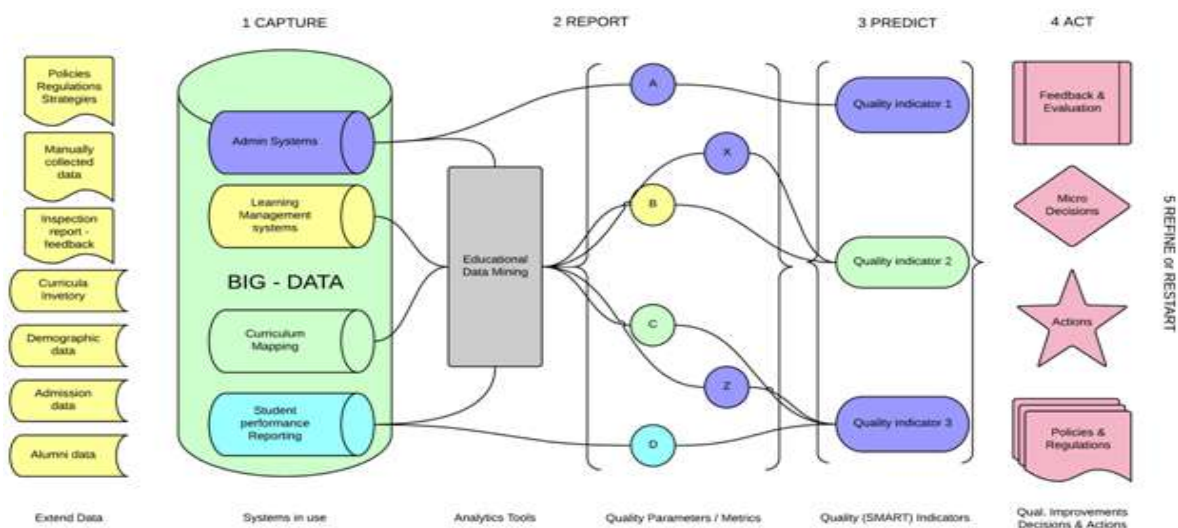 1 CAPTURE
2 REPORT
3 PREDICT
4 ACT
Policies
Regulations
Strategies
Manually
collected
data
Inspection
report -
feedback
Curricula
Invetory
Demographic
data
Admission
data
Alumni data
Extend Data
Admin Systems
Learning
Management
systems
BIG - DATA
Curriculum
Mapping
Student
performance
Reporting
Systems in use
Educational
Data Mining
Analytics Tools
A
X
B
C
Z
D
Quality Parameters / Metrics
Quality indicator 1
Quality indicator 2
Quality indicator 3
Quality (SMART) Indicators
Feedback &
Evaluation
Micro
Decisions
Actions
Policies &
Regulations
Qual. Improvements
Decisions & Actions
5 REFINE or RESTART